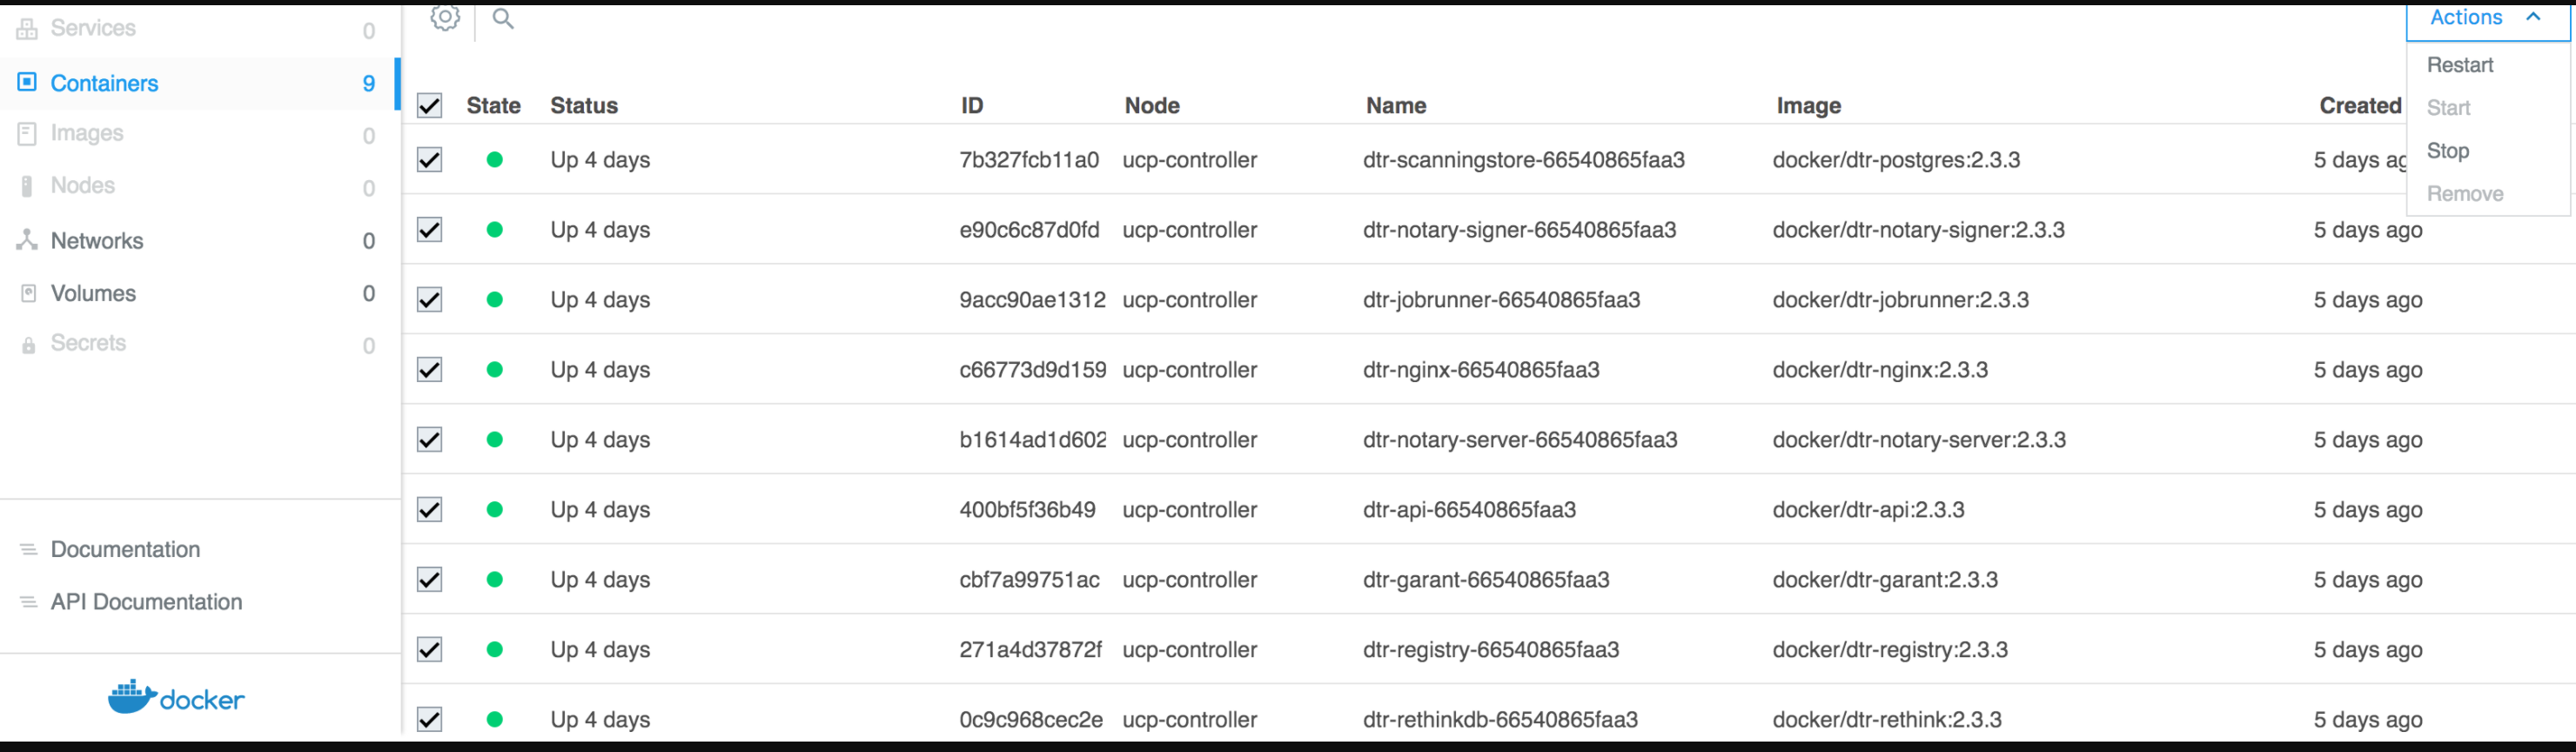 Services 0
Containers 9
Images 0
Nodes 0
Networks 0
Volumes 0
Secrets 0
Documentation
API Documentation
docker
Actions
Restart
Start
Stop
Remove
State Status ID Node Name Image Created
Up 4 days 7b327fcb11a0 ucp-controller dtr-scanningstore-66540865faa3 docker/dtr-postgres:2.3.3 5 days ag
Up 4 days e90c6c87d0fd ucp-controller dtr-notary-signer-66540865faa3 docker/dtr-notary-signer:2.3.3 5 days ago
Up 4 days 9acc90ae1312 ucp-controller dtr-jobrunner-66540865faa3 docker/dtr-jobrunner:2.3.3 5 days ago
Up 4 days c66773d9d159 ucp-controller dtr-nginx-66540865faa3 docker/dtr-nginx:2.3.3 5 days ago
Up 4 days b1614ad1d602 ucp-controller dtr-notary-server-66540865faa3 docker/dtr-notary-server:2.3.3 5 days ago
Up 4 days 400bf5f36b49 ucp-controller dtr-api-66540865faa3 docker/dtr-api:2.3.3 5 days ago
Up 4 days cbf7a99751ac ucp-controller dtr-garant-66540865faa3 docker/dtr-garant:2.3.3 5 days ago
Up 4 days 271a4d37872f ucp-controller dtr-registry-66540865faa3 docker/dtr-registry:2.3.3 5 days ago
Up 4 days 0c9c968cec2e ucp-controller dtr-rethinkdb-66540865faa3 docker/dtr-rethink:2.3.3 5 days ago